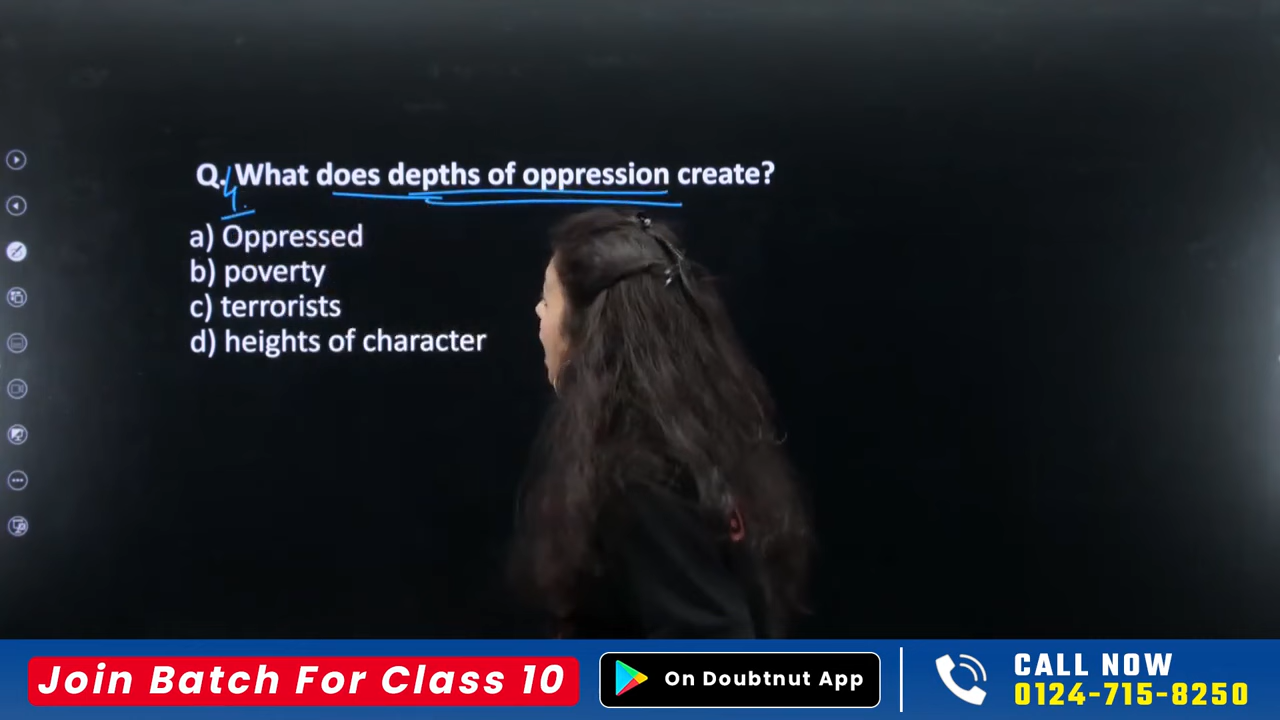 Q. What does depths of oppression create?
4.
a) Oppressed
b) poverty
c) terrorists
d) heights of character
Join Batch For Class 10
On Doubtnut App
CALL NOW
0124-715-8250